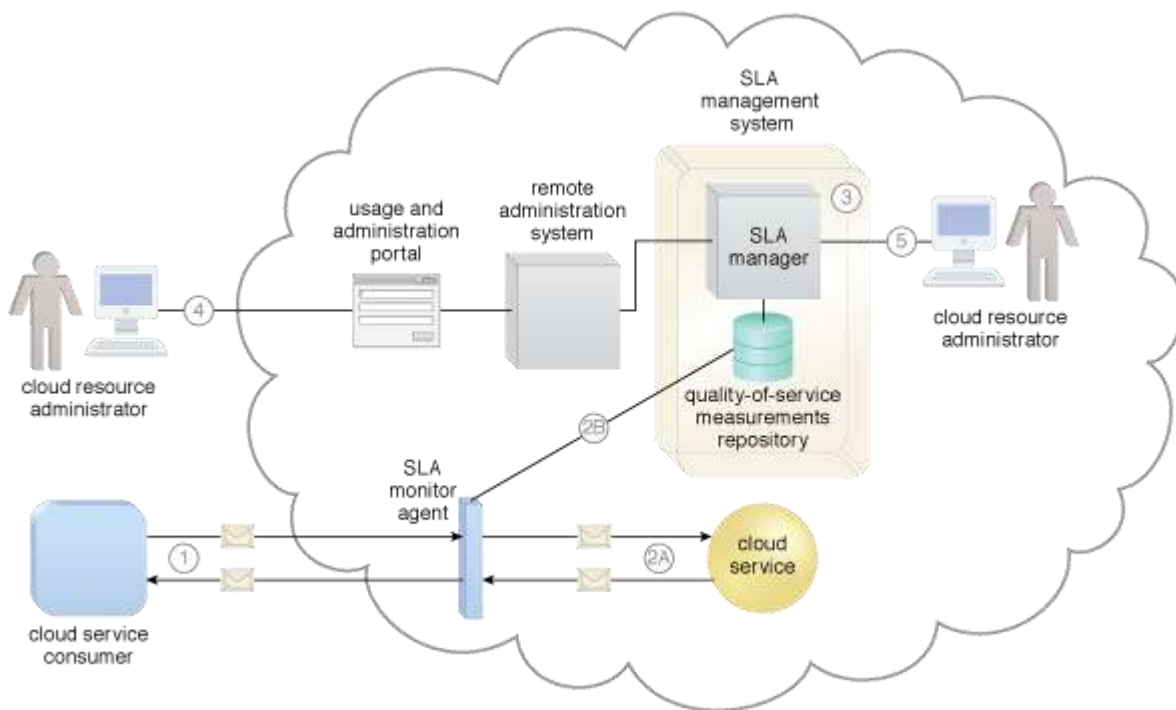 SLA
management
system
remote
administration
system
usage and
administration
portal
3
SLA
manager
5
4
cloud resource
administrator
cloud resource
administrator
quality-of-service
measurements
repository
2B
SLA
monitor
agent
1
2A
cloud
service
cloud service
consumer